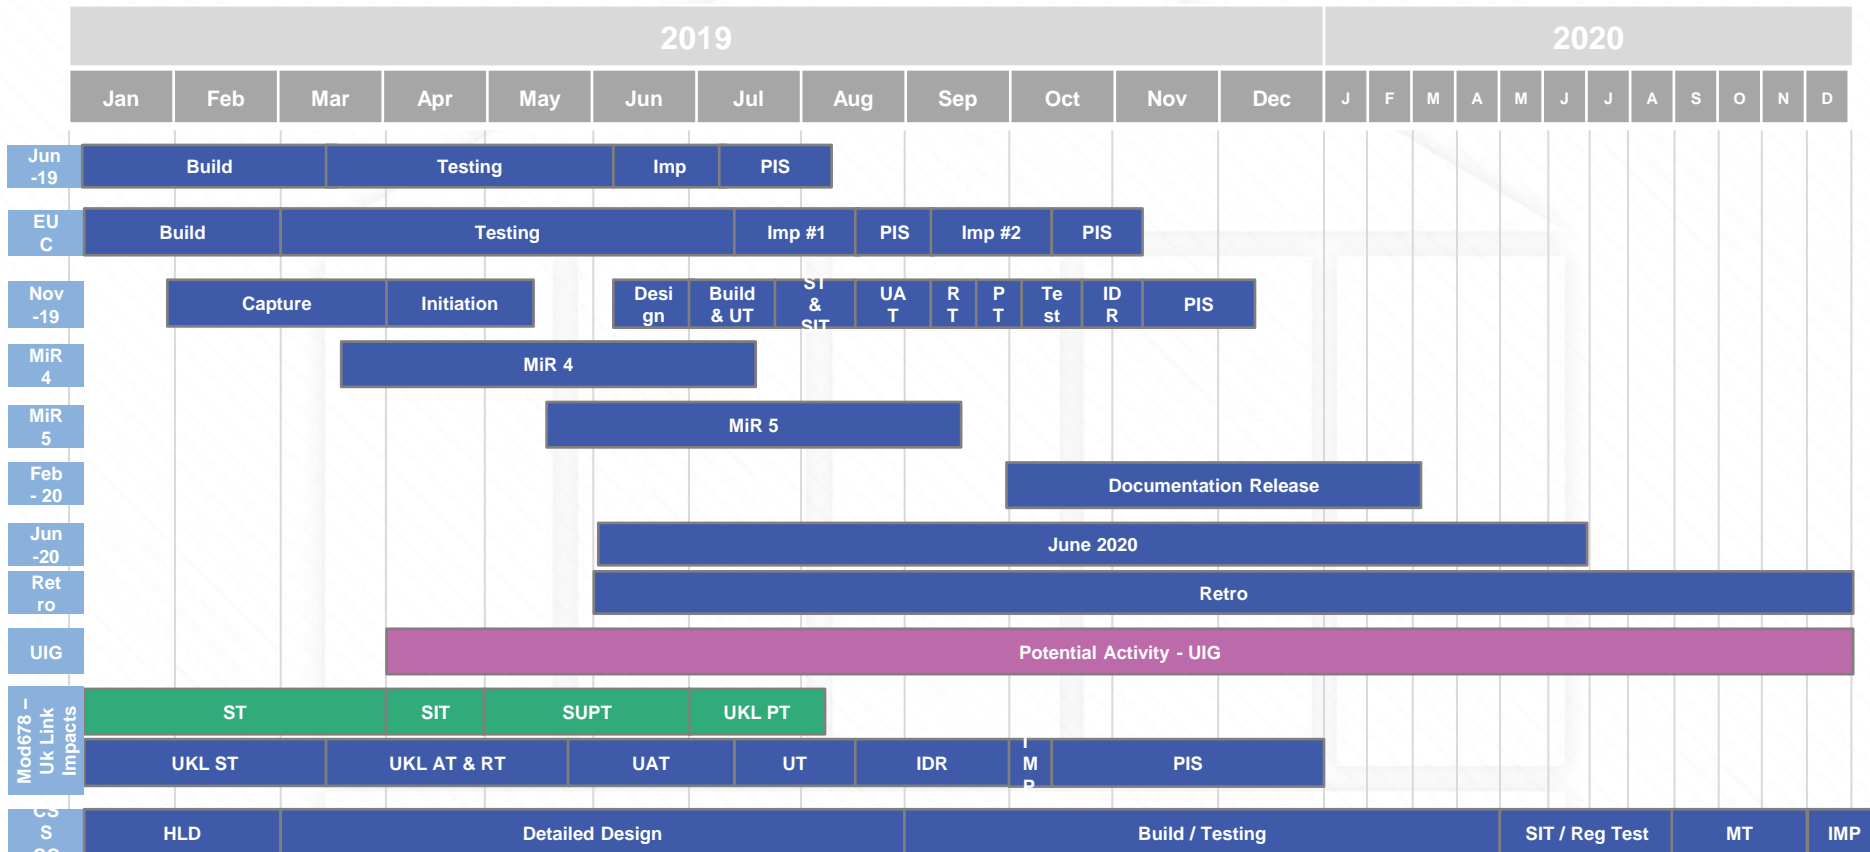 2019 2020
Jan Feb Mar Apr May Jun Jul Aug Sep Oct Nov Dec J F M A M J J A S O N D
Jun
-19
Build Testing Imp PIS
EU
C
Build Testing Imp #1 PIS Imp #2 PIS
Nov
-19
Capture Initiation
Desi
gn
Build
& UT
ST
&
SIT
UA
T
R
T
P
T
Te
st
ID
R
PIS
MiR
4
MiR 4
MiR
5
MiR 5
Feb
- 20
Documentation Release
Jun
-20
June 2020
Ret
ro
Retro
UIG
Potential Activity - UIG
Mod678 –
Uk Link
Impacts
ST SIT SUPT UKL PT
UKL ST UKL AT & RT UAT UT IDR
I
M
P
PIS
CS
S
HLD Detailed Design Build / Testing SIT / Reg Test MT IMP